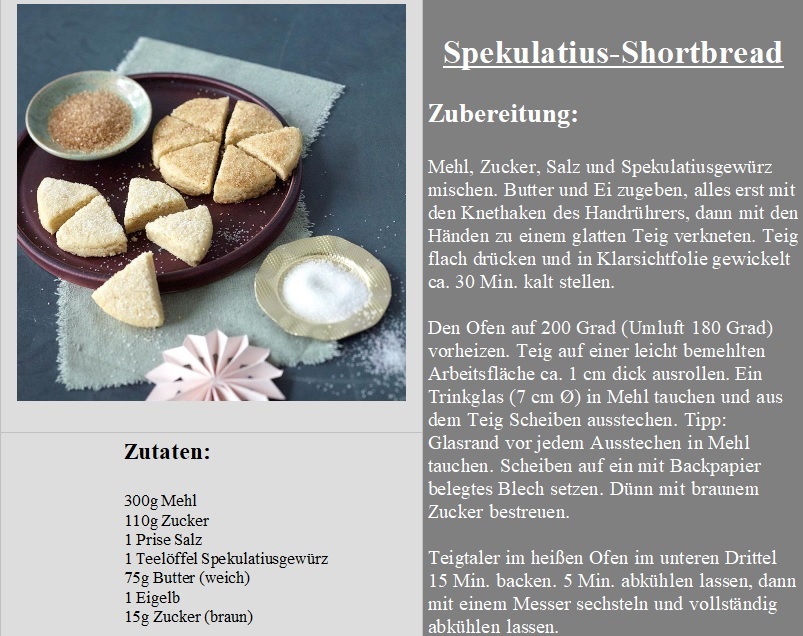 Spekulatius-Shortbread
Zubereitung:
Mehl, Zucker, Salz und Spekulatiusgewürz
mischen. Butter und Ei zugeben, alles erst mit
den Knethaken des Handrührers, dann mit den
Händen zu einem glatten Teig verkneten. Teig
flach drücken und in Klarsichtfolie gewickelt
ca. 30 Min. kalt stellen.
Den Ofen auf 200 Grad (Umluft 180 Grad)
vorheizen. Teig auf einer leicht bemehlten
Arbeitsfläche ca. 1 cm dick ausrollen. Ein
Trinkglas (7 cm Ø) in Mehl tauchen und aus
dem Teig Scheiben ausstechen. Tipp:
Glasrand vor jedem Ausstechen in Mehl
tauchen. Scheiben auf ein mit Backpapier
belegtes Blech setzen. Dünn mit braunem
Zucker bestreuen.
Teigtaler im heißen Ofen im unteren Drittel
15 Min. backen. 5 Min. abkühlen lassen, dann
mit einem Messer sechsteln und vollständig
abkühlen lassen.
Zutaten:
300g Mehl
110g Zucker
1 Prise Salz
1 Teelöffel Spekulatiusgewürz
75g Butter (weich)
1 Eigelb
15g Zucker (braun)